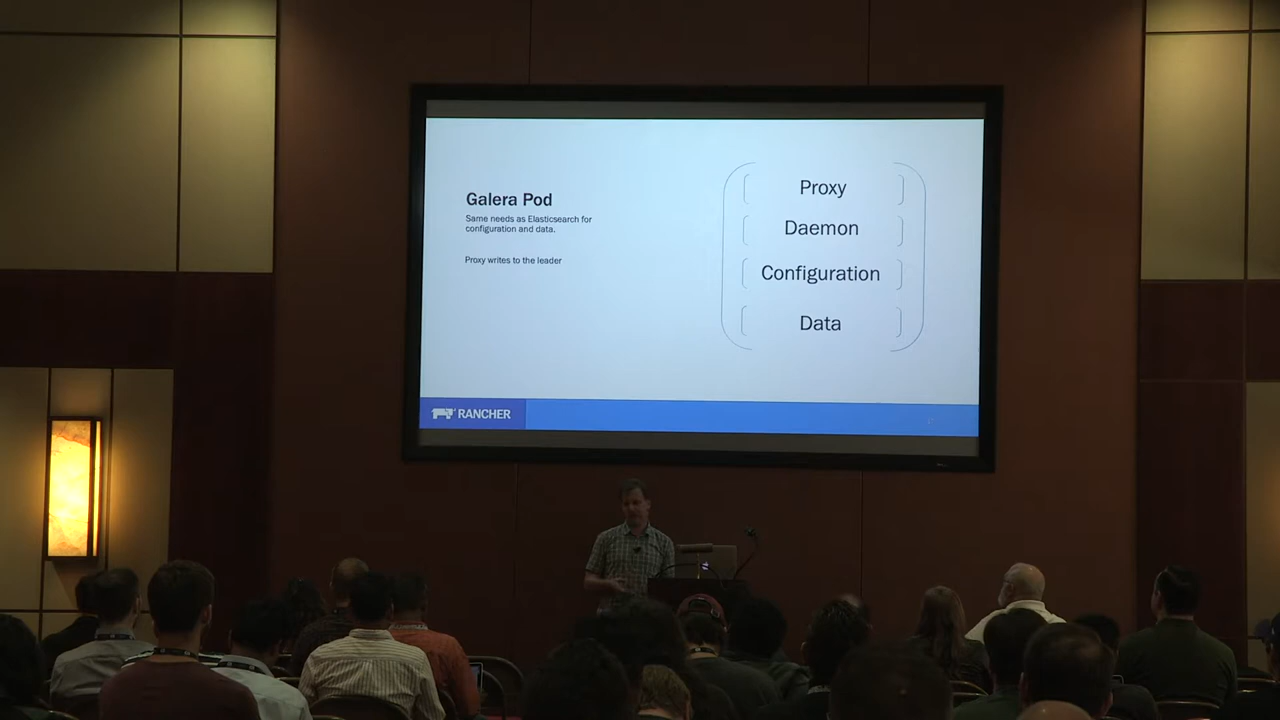 Galera Pod
Same needs as Elasticsearch for
configuration and data.
Proxy writes to the leader
Proxy
Daemon
Configuration
Data
RANCHER